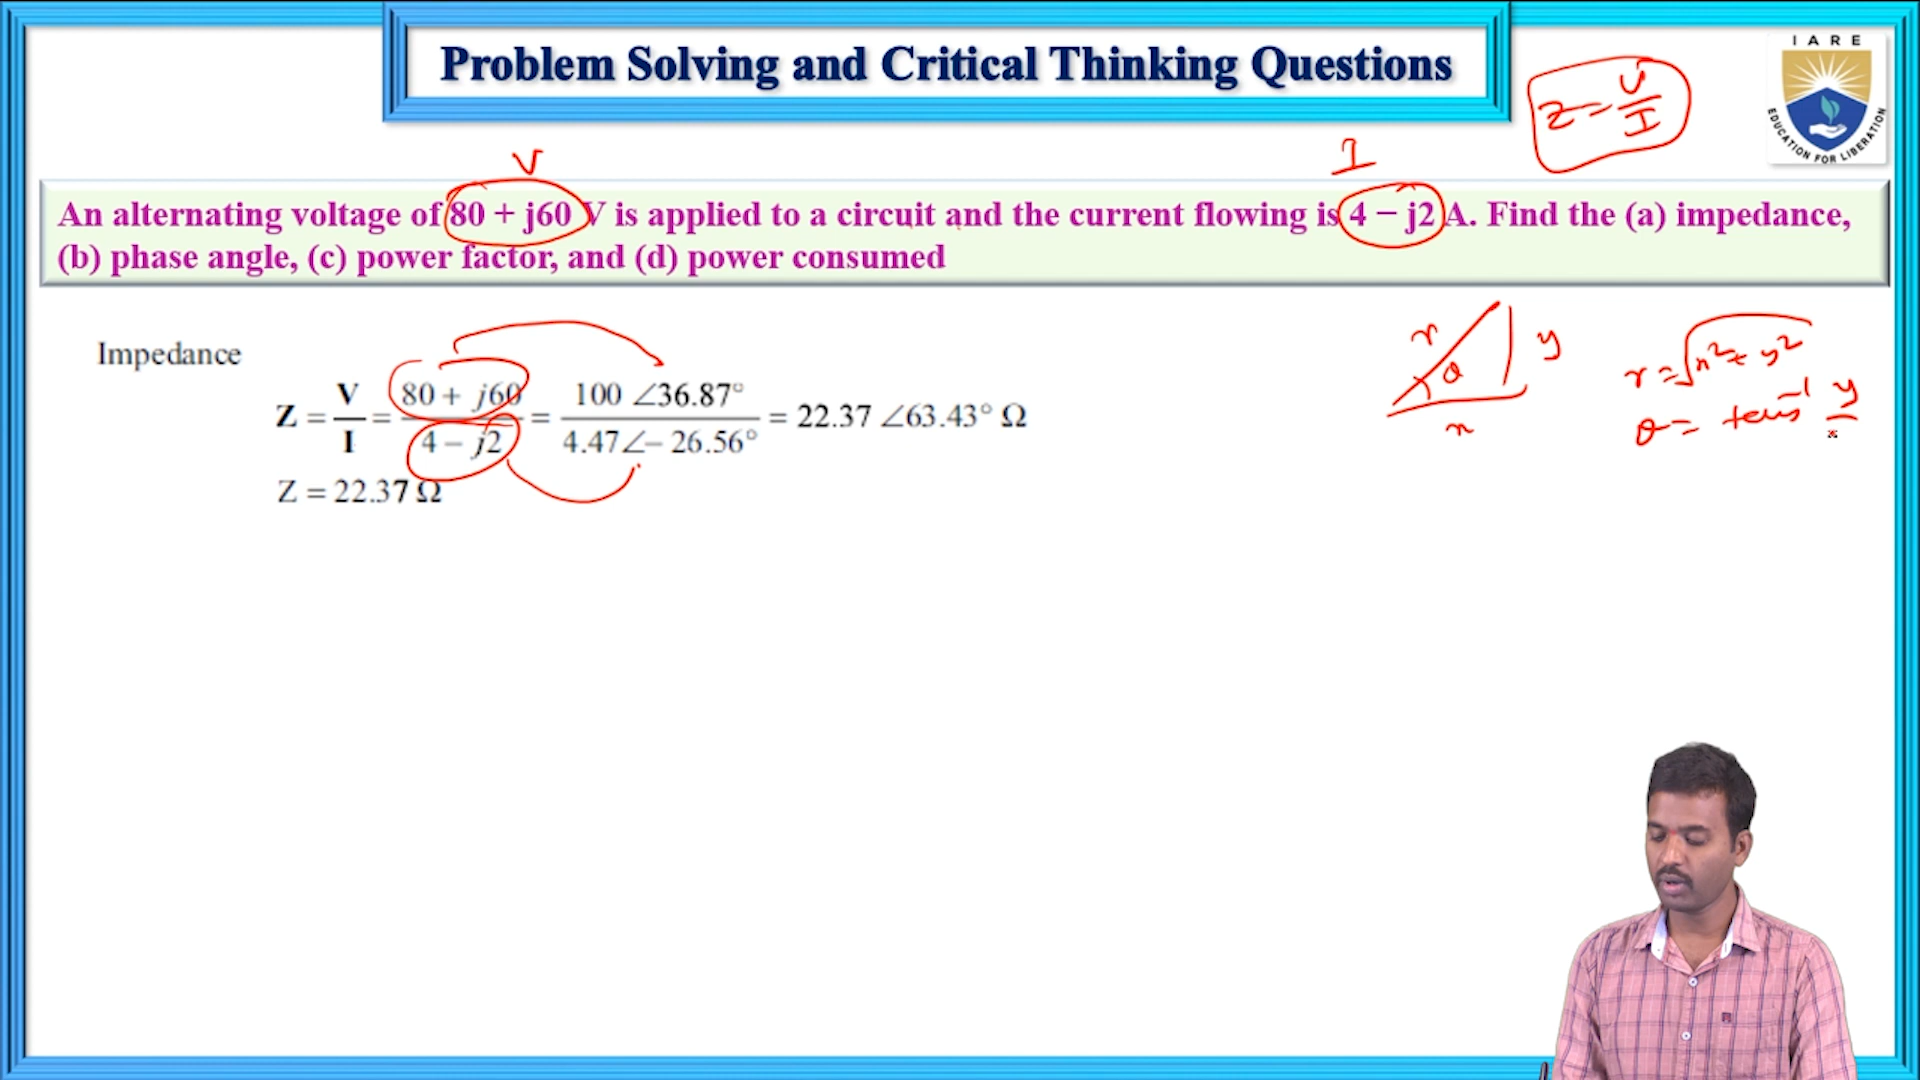 Problem Solving and Critical Thinking Questions
I A R E
EDUCATION FOR LIBERATION
Z = V / I
V
I
An alternating voltage of 80 + j60 V is applied to a circuit and the current flowing is 4 − j2 A. Find the (a) impedance,
(b) phase angle, (c) power factor, and (d) power consumed
Impedance
Z = V / I = 80 + j60 / 4 − j2 = 100 ∠36.87° / 4.47∠− 26.56° = 22.37 ∠63.43° Ω
Z = 22.37 Ω
r
θ
y
x
r = √x² + y²
θ = tan⁻¹ y / x